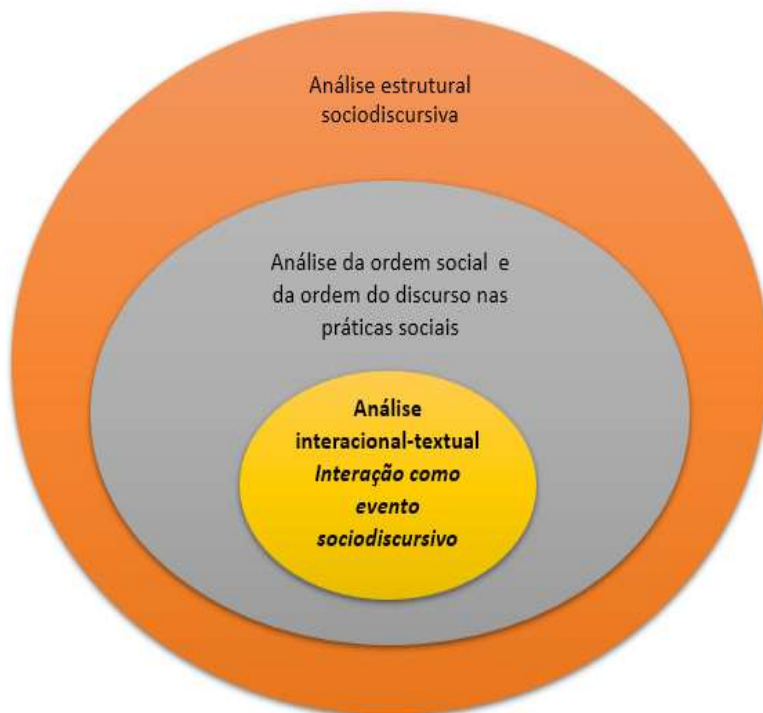 Análise estrutural
sociodiscursiva
Análise da ordem social e
da ordem do discurso nas
práticas sociais
Análise
interacional-textual
Interação como
evento
sociodiscursivo